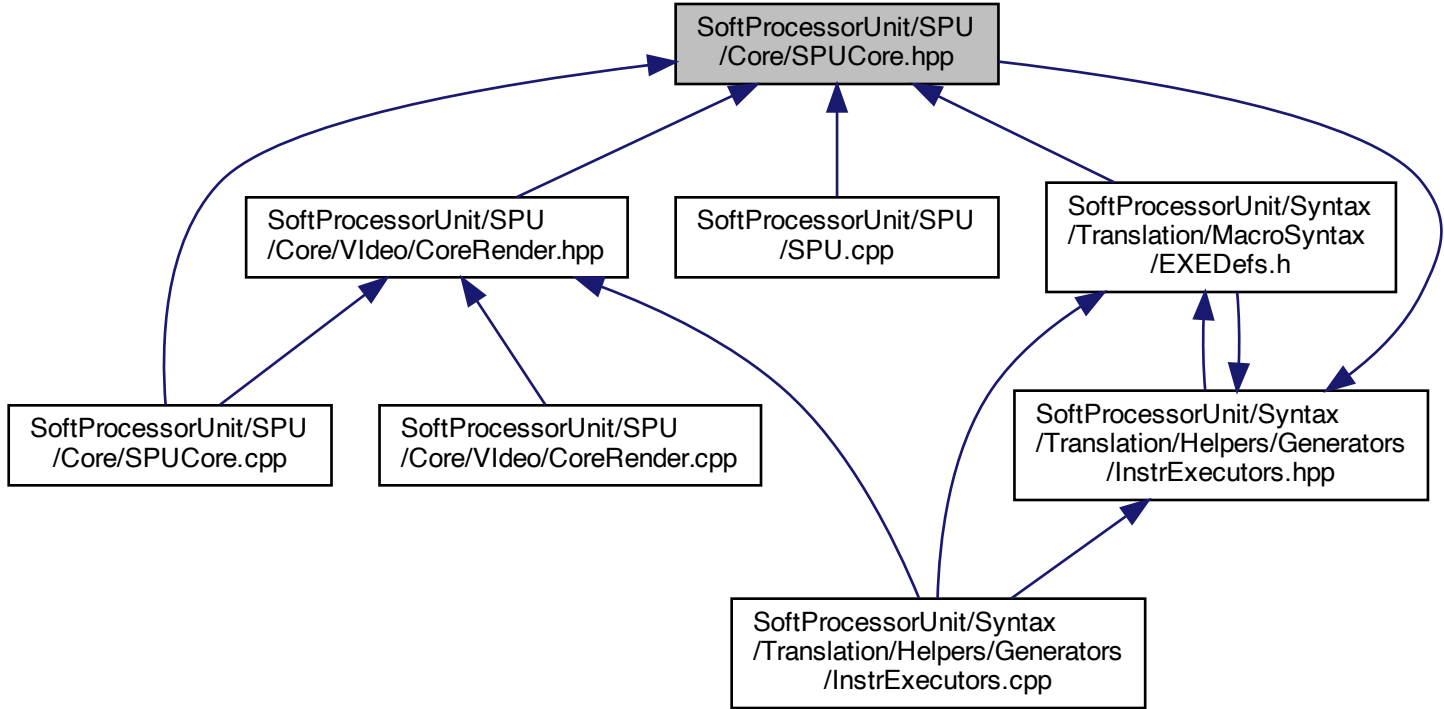 SoftProcessorUnit/SPU
/Core/SPUCore.hpp
SoftProcessorUnit/SPU
/Core/VIdeo/CoreRender.hpp
SoftProcessorUnit/SPU
/SPU.cpp
SoftProcessorUnit/Syntax
/Translation/MacroSyntax
/EXEDefs.h
SoftProcessorUnit/SPU
/Core/SPUCore.cpp
SoftProcessorUnit/SPU
/Core/VIdeo/CoreRender.cpp
SoftProcessorUnit/Syntax
/Translation/Helpers/Generators
/InstrExecutors.hpp
SoftProcessorUnit/Syntax
/Translation/Helpers/Generators
/InstrExecutors.cpp